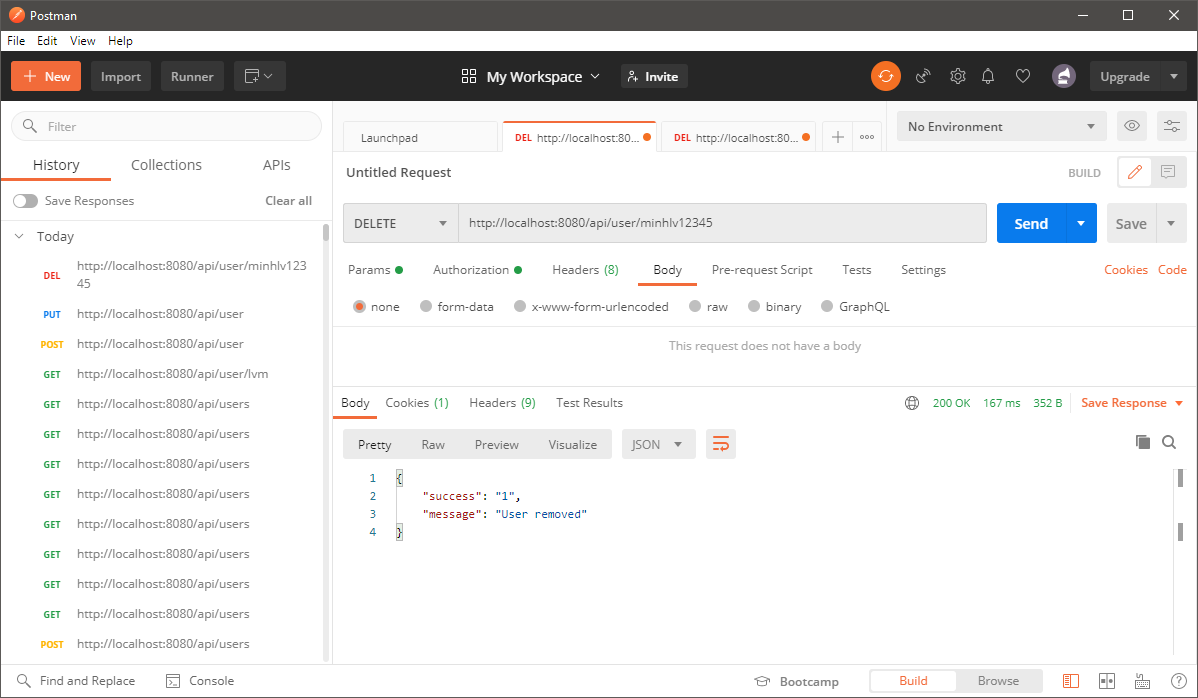 Postman
File Edit View Help
New Import Runner My Workspace Invite Upgrade
Filter
History Collections APIs
Save Responses Clear all
Today
DEL http://localhost:8080/api/user/minhlv123
45
PUT http://localhost:8080/api/user
POST http://localhost:8080/api/user
GET http://localhost:8080/api/user/lvm
GET http://localhost:8080/api/users
GET http://localhost:8080/api/users
GET http://localhost:8080/api/users
GET http://localhost:8080/api/users
GET http://localhost:8080/api/users
GET http://localhost:8080/api/users
GET http://localhost:8080/api/users
GET http://localhost:8080/api/users
POST http://localhost:8080/api/users
Launchpad DEL http://localhost:80... DEL http://localhost:80... No Environment
Untitled Request BUILD
DELETE http://localhost:8080/api/user/minhlv12345 Send Save
Params Authorization Headers (8) Body Pre-request Script Tests Settings Cookies Code
none form-data x-www-form-urlencoded raw binary GraphQL
This request does not have a body
Body Cookies (1) Headers (9) Test Results 200 OK 167 ms 352 B Save Response
Pretty Raw Preview Visualize JSON
1 {
2 "success": "1",
3 "message": "User removed"
4 }
Find and Replace Console Bootcamp Build Browse